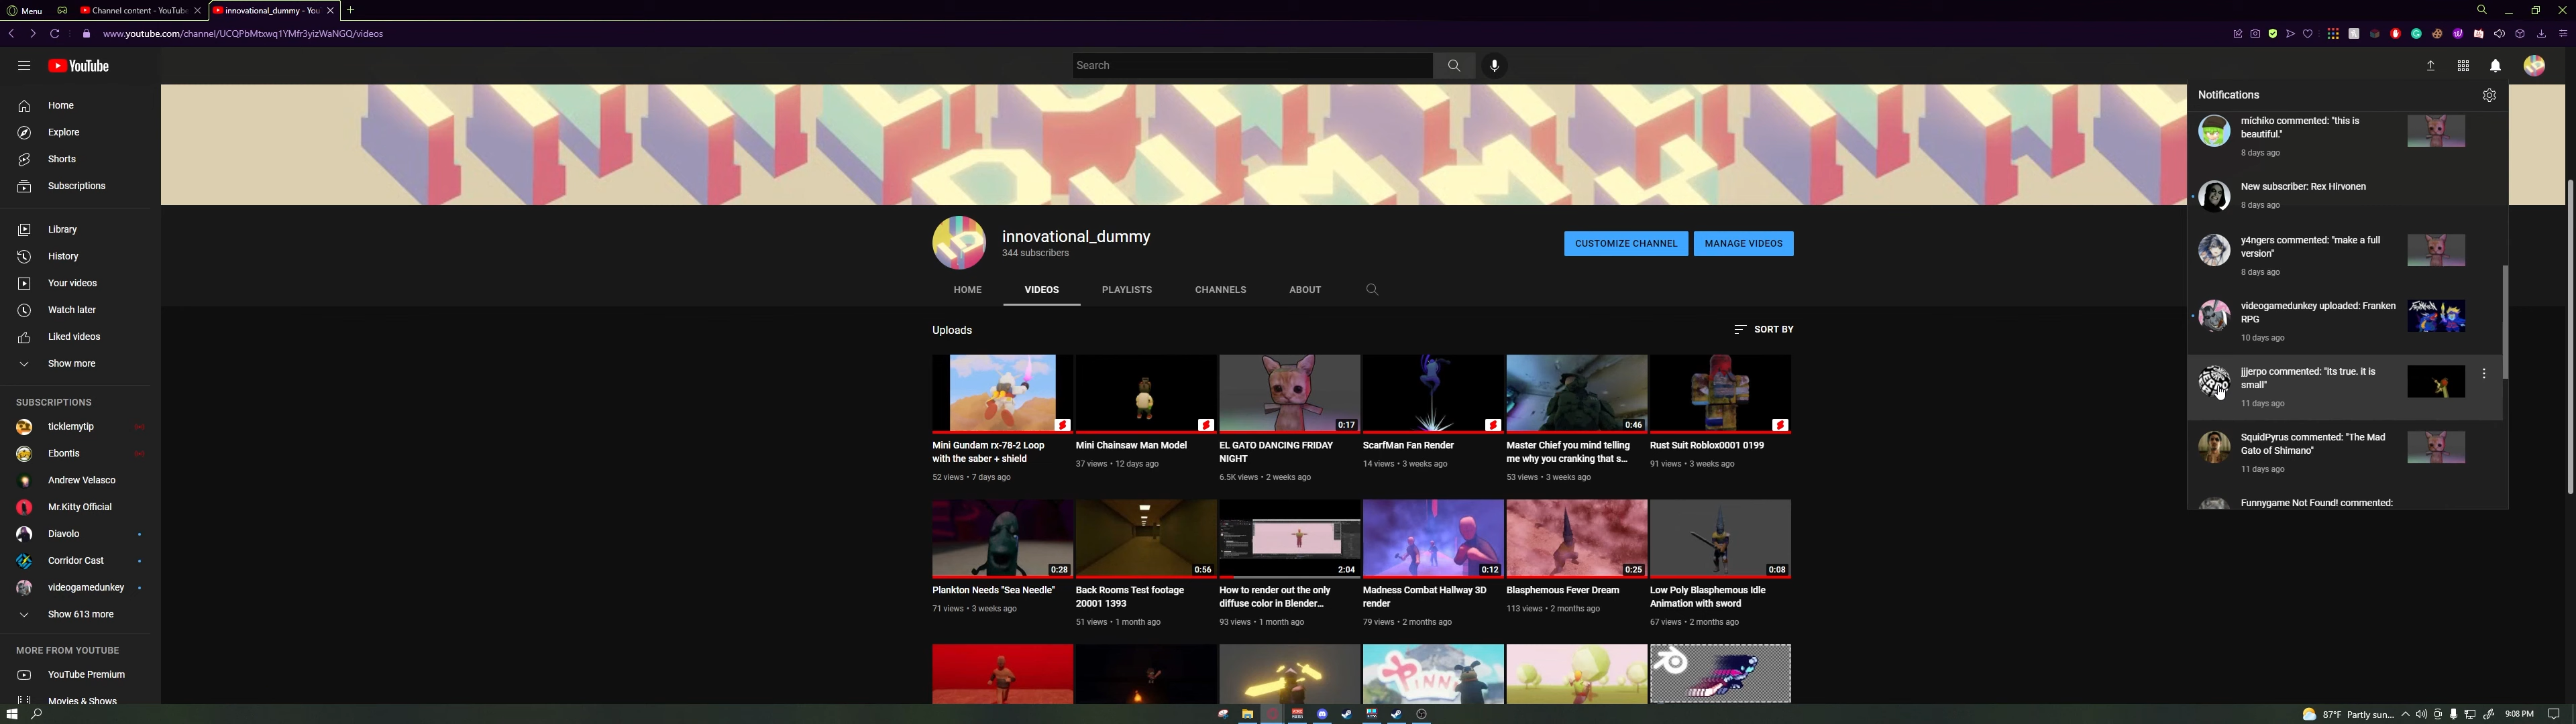 Menu
Channel content - YouTube
innovational_dummy - You
www.youtube.com/channel/UCQPbMtxwq1YMfr3yizWaNGQ/videos
YouTube
Search
Home
Explore
Shorts
Subscriptions
Library
History
Your videos
Watch later
Liked videos
Show more
SUBSCRIPTIONS
ticklemytip
Ebontis
Andrew Velasco
Mr.Kitty Official
Diavolo
Corridor Cast
videogamedunkey
Show 613 more
MORE FROM YOUTUBE
YouTube Premium
Movies & Shows
DUMMY
innovational_dummy
344 subscribers
CUSTOMIZE CHANNEL
MANAGE VIDEOS
HOME
VIDEOS
PLAYLISTS
CHANNELS
ABOUT
Uploads
SORT BY
0:17
0:46
Mini Gundam rx-78-2 Loop
with the saber + shield
52 views • 7 days ago
Mini Chainsaw Man Model
37 views • 12 days ago
EL GATO DANCING FRIDAY
NIGHT
6.5K views • 2 weeks ago
ScarfMan Fan Render
14 views • 3 weeks ago
Master Chief you mind telling
me why you cranking that s...
53 views • 3 weeks ago
Rust Suit Roblox0001 0199
91 views • 3 weeks ago
0:28
0:56
2:04
0:12
0:25
0:08
Plankton Needs "Sea Needle"
71 views • 3 weeks ago
Back Rooms Test footage
20001 1393
51 views • 1 month ago
How to render out the only
diffuse color in Blender...
93 views • 1 month ago
Madness Combat Hallway 3D
render
79 views • 2 months ago
Blasphemous Fever Dream
113 views • 2 months ago
Low Poly Blasphemous Idle
Animation with sword
67 views • 2 months ago
Notifications
míchíko commented: "this is
beautiful."
8 days ago
New subscriber: Rex Hirvonen
8 days ago
y4ngers commented: "make a full
version"
8 days ago
videogamedunkey uploaded: Franken
RPG
10 days ago
jjjerpo commented: "its true. it is
small"
11 days ago
SquidPyrus commented: "The Mad
Gato of Shimano"
11 days ago
Funnygame Not Found! commented:
87°F Partly sun...
9:08 PM